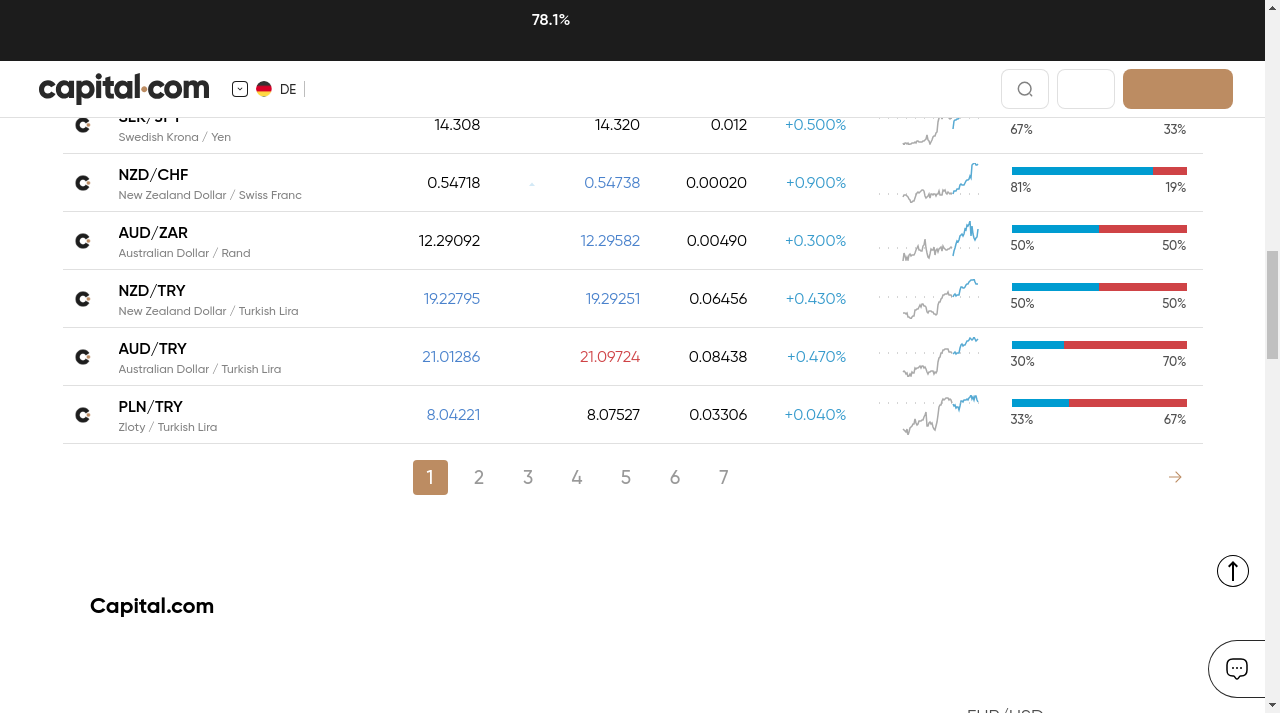 78.1%
capital.com
DE
SEK/JPY
Swedish Krona / Yen
14.308
14.320
0.012
+0.500%
67%
33%
NZD/CHF
New Zealand Dollar / Swiss Franc
0.54718
0.54738
0.00020
+0.900%
81%
19%
AUD/ZAR
Australian Dollar / Rand
12.29092
12.29582
0.00490
+0.300%
50%
50%
NZD/TRY
New Zealand Dollar / Turkish Lira
19.22795
19.29251
0.06456
+0.430%
50%
50%
AUD/TRY
Australian Dollar / Turkish Lira
21.01286
21.09724
0.08438
+0.470%
30%
70%
PLN/TRY
Zloty / Turkish Lira
8.04221
8.07527
0.03306
+0.040%
33%
67%
1 2 3 4 5 6 7
Capital.com
EUR/USD